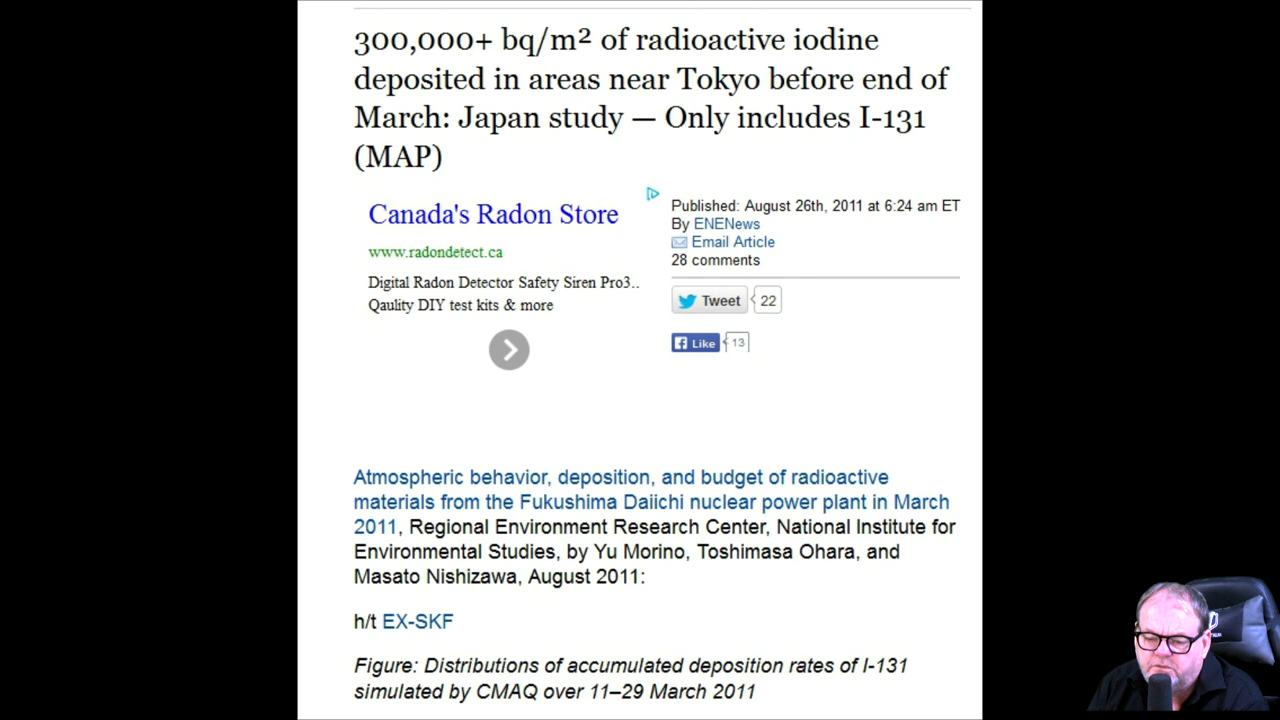 300,000+ bq/m² of radioactive iodine
deposited in areas near Tokyo before end of
March: Japan study — Only includes I-131
(MAP)
Canada's Radon Store
www.radondetect.ca
Digital Radon Detector Safety Siren Pro3..
Qaulity DIY test kits & more
Published: August 26th, 2011 at 6:24 am ET
By ENENews
Email Article
28 comments
Tweet 22
Like 13
Atmospheric behavior, deposition, and budget of radioactive
materials from the Fukushima Daiichi nuclear power plant in March
2011, Regional Environment Research Center, National Institute for
Environmental Studies, by Yu Morino, Toshimasa Ohara, and
Masato Nishizawa, August 2011:
h/t EX-SKF
Figure: Distributions of accumulated deposition rates of I-131
simulated by CMAQ over 11–29 March 2011